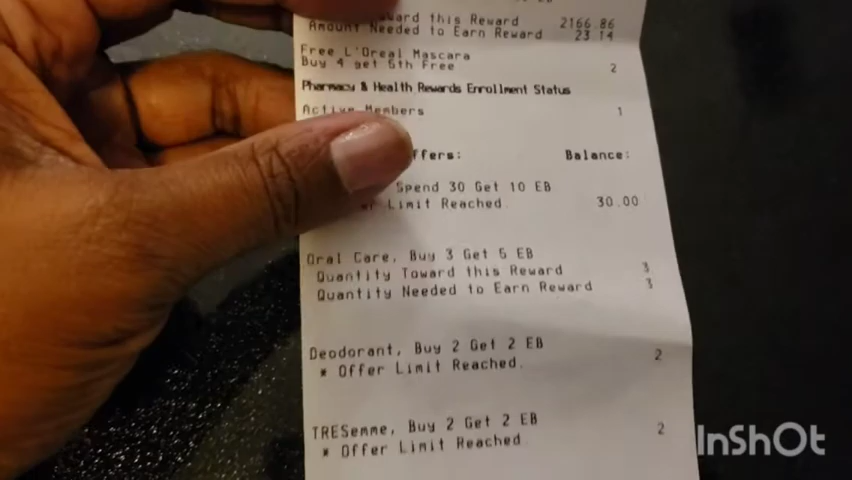 ward this Reward 2166.86
Amount Needed to Earn Reward 23.14
Free L'Oreal Mascara
Buy 4 get 5th Free 2
Pharmacy & Health Rewards Enrollment Status
Active Members 1
ffers: Balance:
Spend 30 Get 10 EB
er Limit Reached 30.00
Oral Care, Buy 3 Get 5 EB
Quantity Toward this Reward 3
Quantity Needed to Earn Reward 3
Deodorant, Buy 2 Get 2 EB
* Offer Limit Reached. 2
TRESemme, Buy 2 Get 2 EB
* Offer Limit Reached 2
InShOt